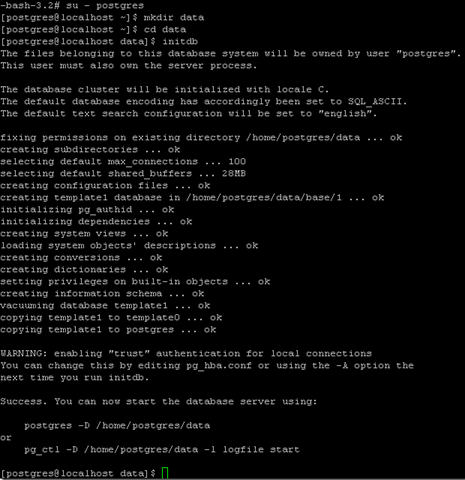 -bash-3.2# su - postgres
[postgres@localhost ~]$ mkdir data
[postgres@localhost ~]$ cd data
[postgres@localhost data]$ initdb
The files belonging to this database system will be owned by user "postgres".
This user must also own the server process.
The database cluster will be initialized with locale C.
The default database encoding has accordingly been set to SQL_ASCII.
The default text search configuration will be set to "english".
fixing permissions on existing directory /home/postgres/data ... ok
creating subdirectories ... ok
selecting default max_connections ... 100
selecting default shared_buffers ... 28MB
creating configuration files ... ok
creating template1 database in /home/postgres/data/base/1 ... ok
initializing pg_authid ... ok
initializing dependencies ... ok
creating system views ... ok
loading system objects' descriptions ... ok
creating conversions ... ok
creating dictionaries ... ok
setting privileges on built-in objects ... ok
creating information schema ... ok
vacuuming database template1 ... ok
copying template1 to template0 ... ok
copying template1 to postgres ... ok
WARNING: enabling "trust" authentication for local connections
You can change this by editing pg_hba.conf or using the -A option the
next time you run initdb.
Success. You can now start the database server using:
postgres -D /home/postgres/data
or
pg_ctl -D /home/postgres/data -l logfile start
[postgres@localhost data]$